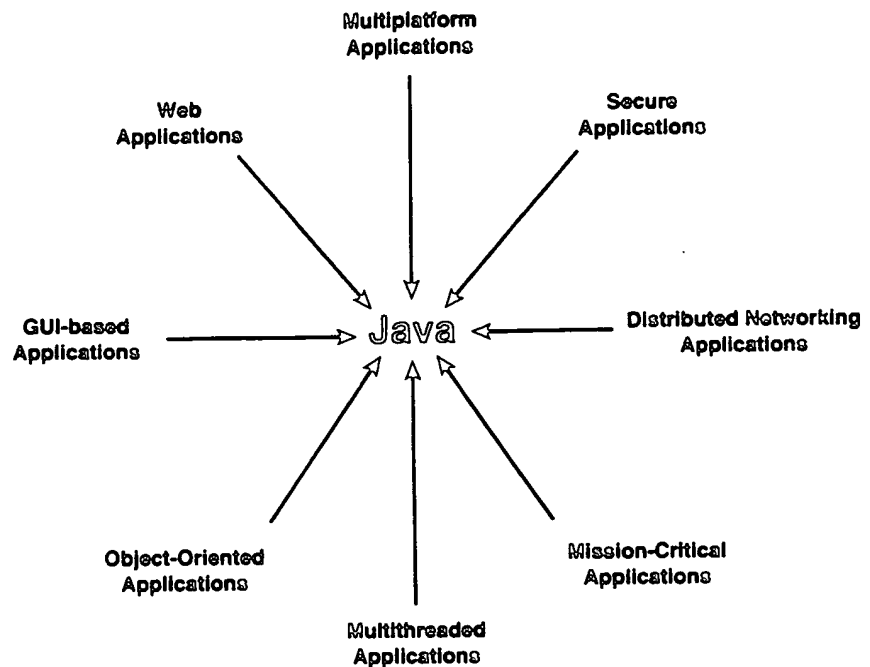 Multiplatform
Applications
Web
Applications
Secure
Applications
GUI-based
Applications
Java
Distributed Networking
Applications
Object-Oriented
Applications
Mission-Critical
Applications
Multithreaded
Applications